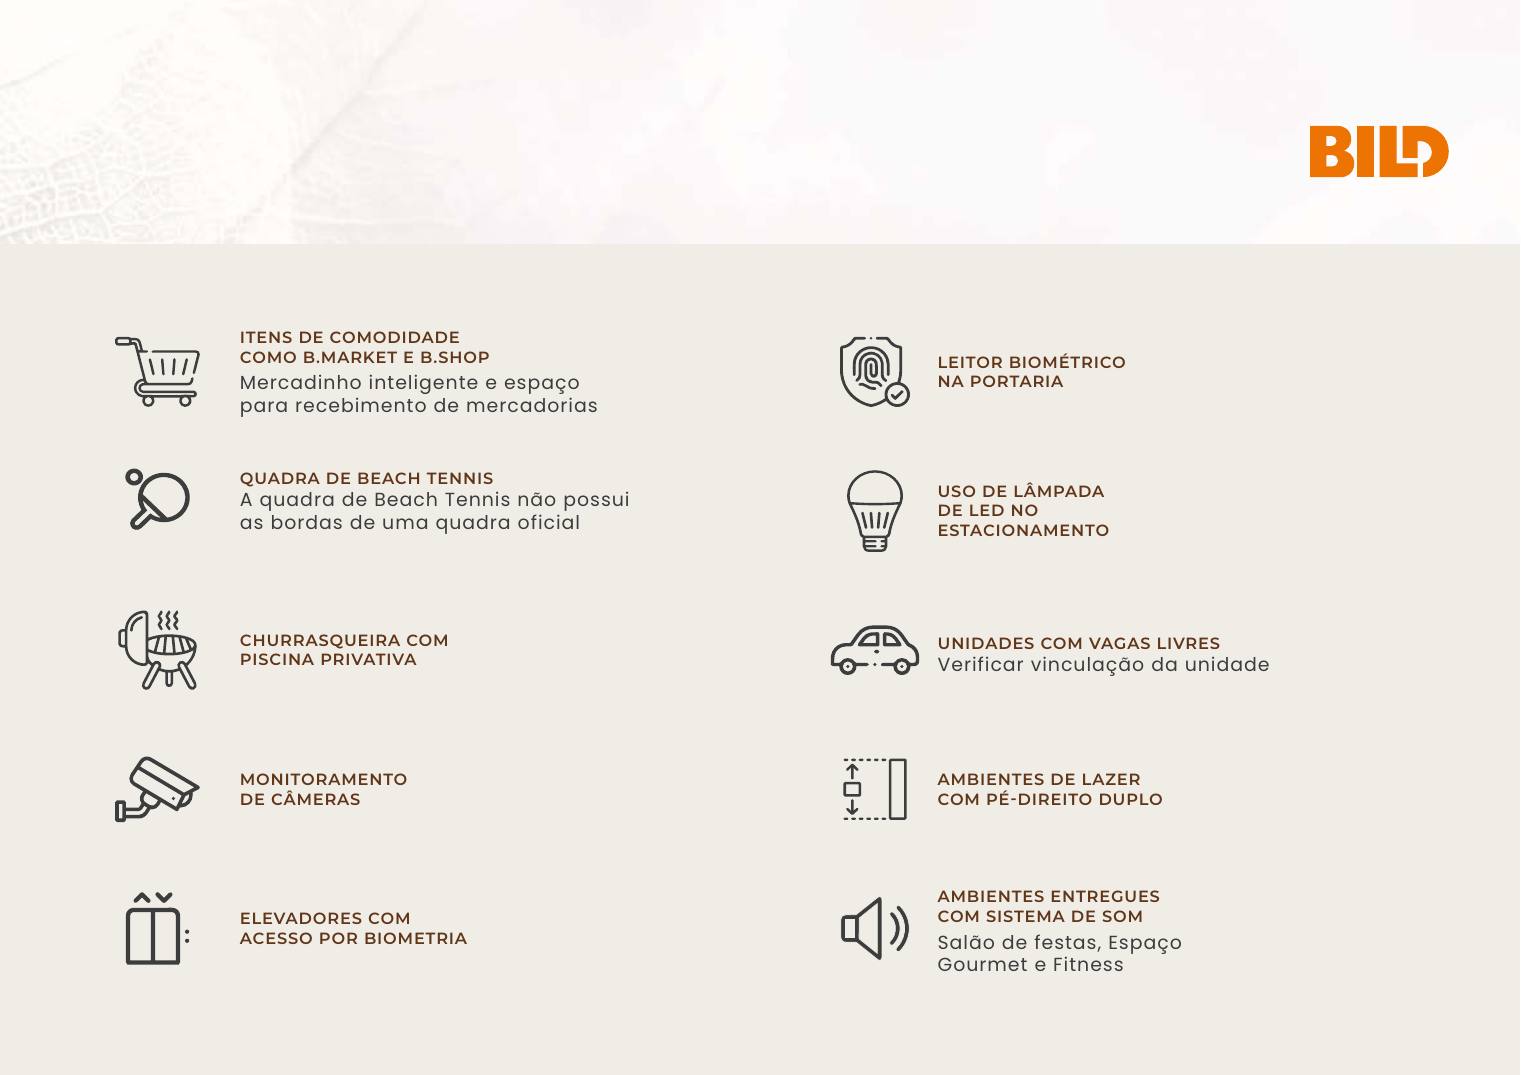 BILD
ITENS DE COMODIDADE
COMO B.MARKET E B.SHOP
Mercadinho inteligente e espaço
para recebimento de mercadorias
QUADRA DE BEACH TENNIS
A quadra de Beach Tennis não possui
as bordas de uma quadra oficial
CHURRASQUEIRA COM
PISCINA PRIVATIVA
MONITORAMENTO
DE CÂMERAS
ELEVADORES COM
ACESSO POR BIOMETRIA
LEITOR BIOMÉTRICO
NA PORTARIA
USO DE LÂMPADA
DE LED NO
ESTACIONAMENTO
UNIDADES COM VAGAS LIVRES
Verificar vinculação da unidade
AMBIENTES DE LAZER
COM PÉ-DIREITO DUPLO
AMBIENTES ENTREGUES
COM SISTEMA DE SOM
Salão de festas, Espaço
Gourmet e Fitness